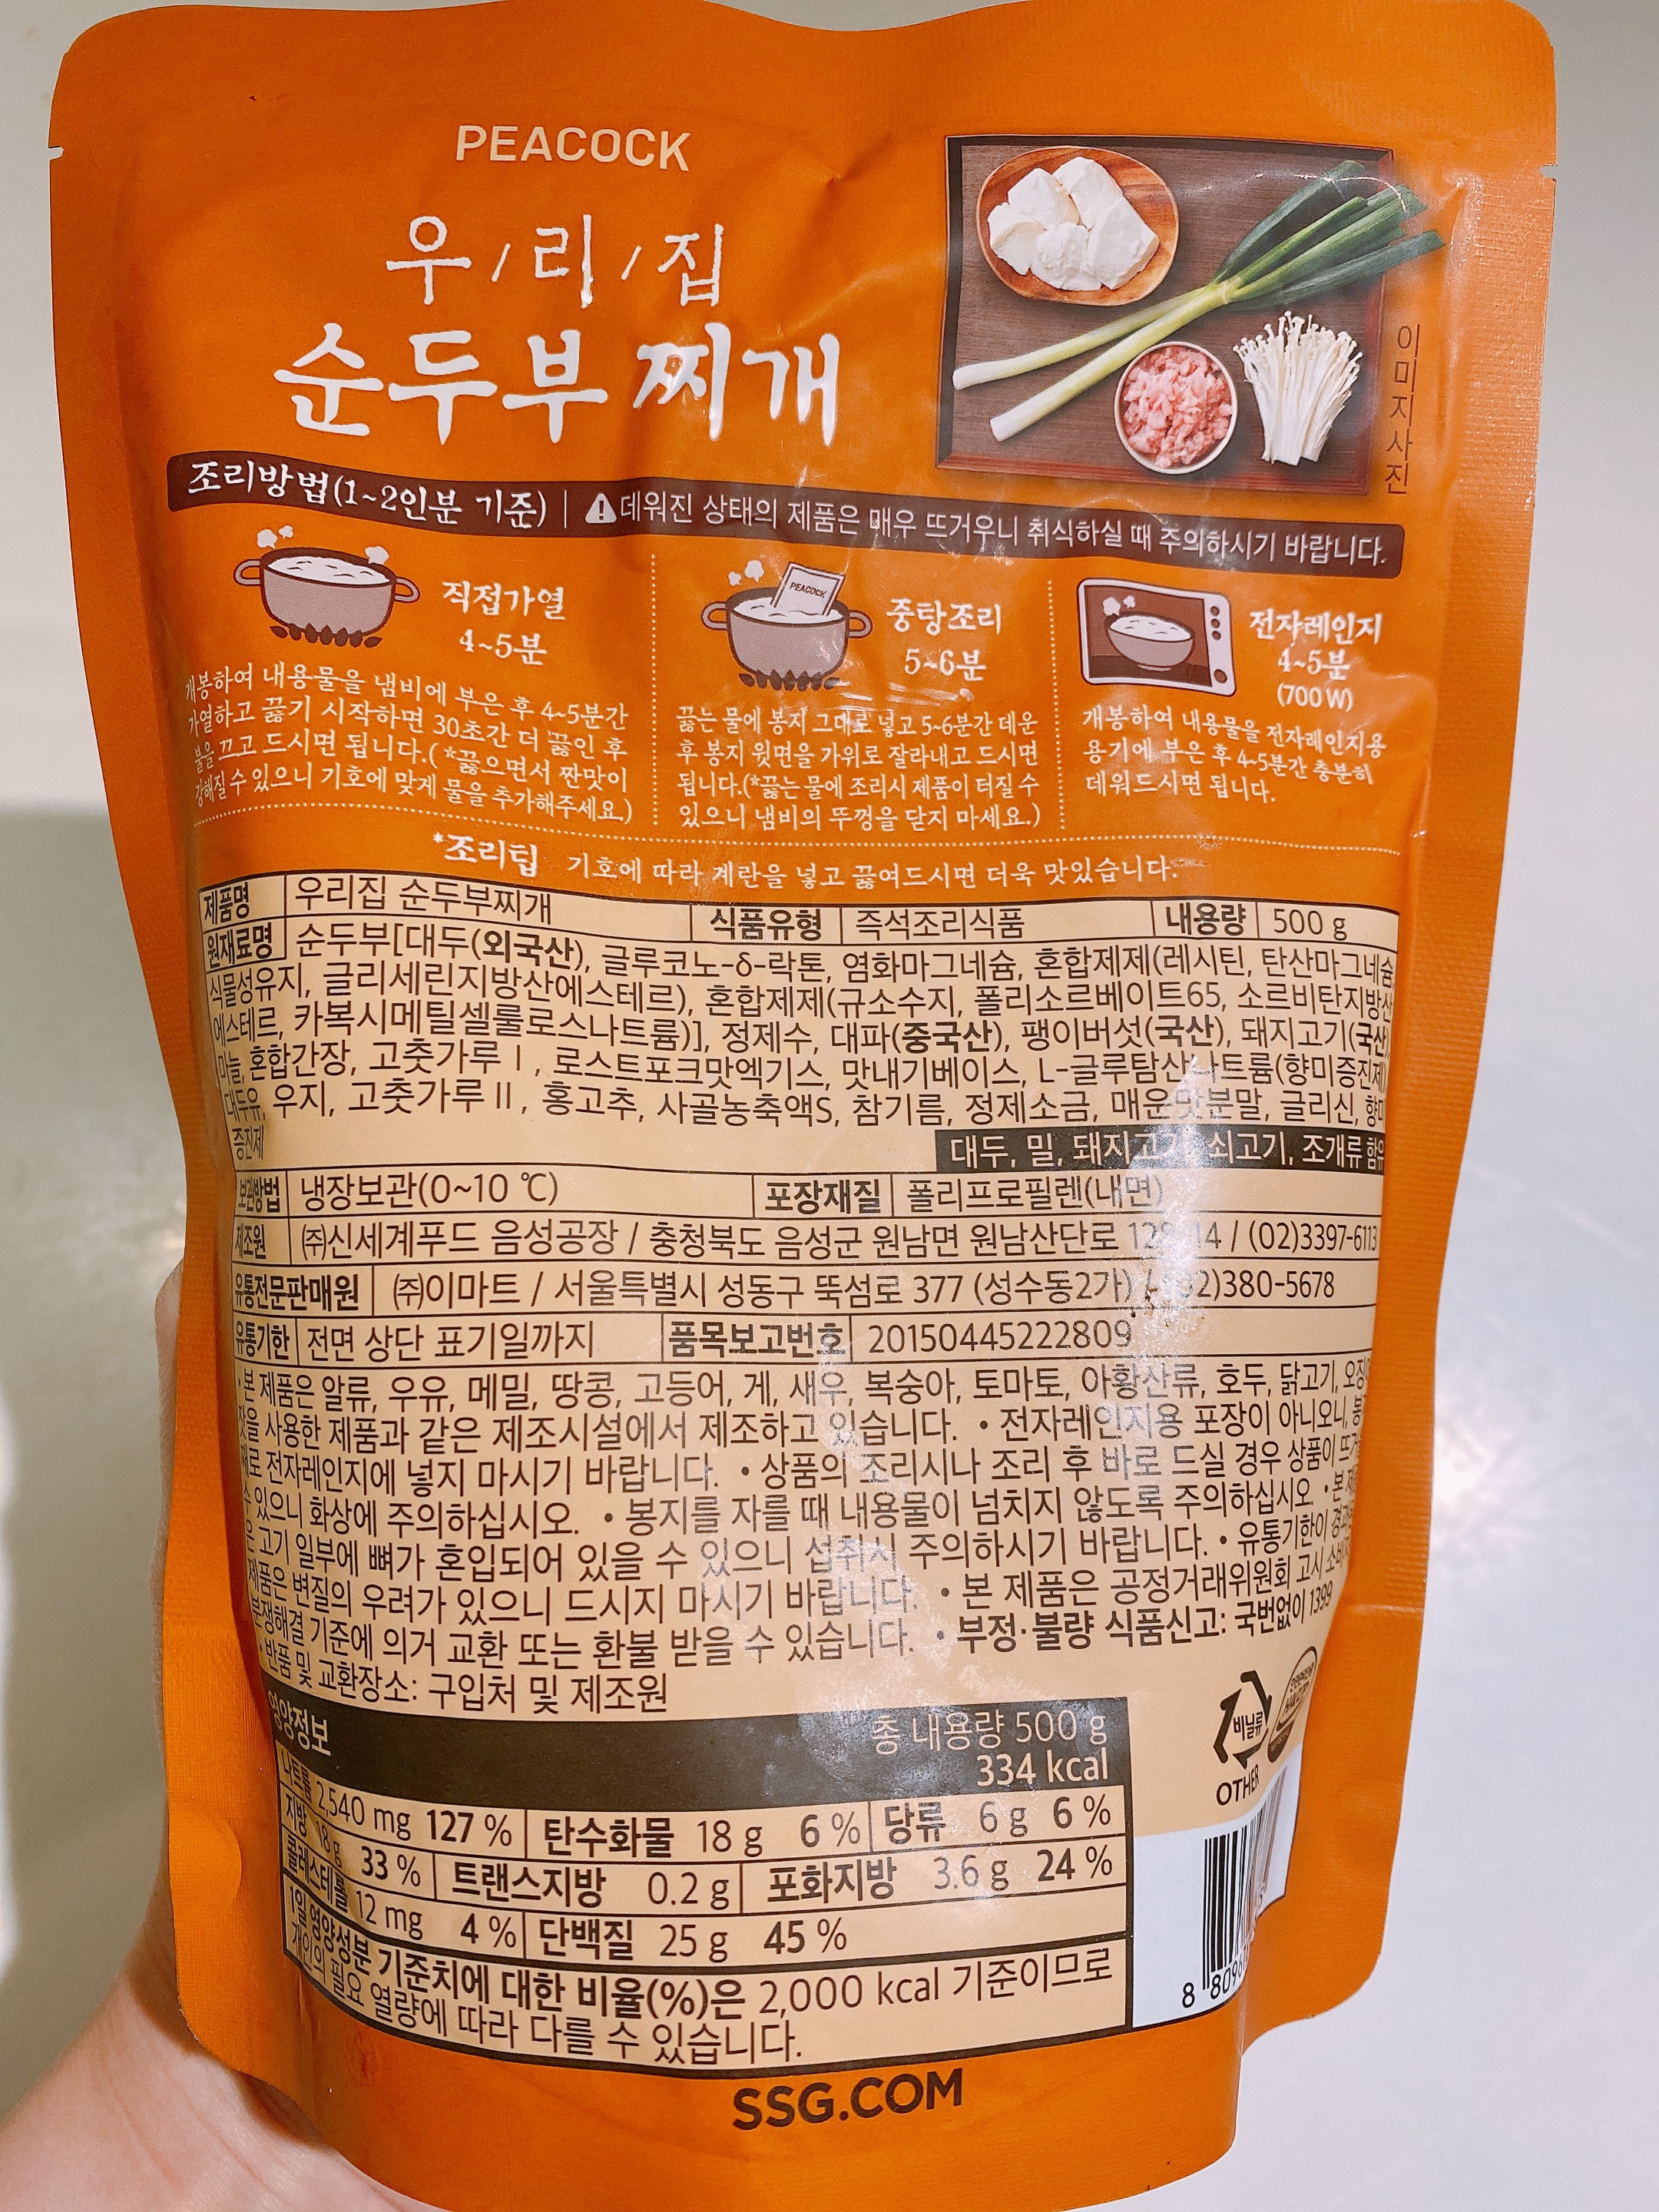 PEACOCK
우/리/집
순두부찌개
이미지사진
조리방법(1~2인분 기준) | 데워진 상태의 제품은 매우 뜨거우니 취식하실 때 주의하시기 바랍니다.
직접가열
4~5분
개봉하여 내용물을 냄비에 부은 후 4~5분간
가열하고 끓기 시작하면 30초간 더 끓인 후
불을 끄고 드시면 됩니다.(*끓으면서 짠맛이
강해질 수 있으니 기호에 맞게 물을 추가해주세요.)
PEACOCK
중탕조리
5~6분
끓는 물에 봉지 그대로 넣고 5~6분간 데운
후 봉지 윗면을 가위로 잘라내고 드시면
됩니다.(*끓는 물에 조리시 제품이 터질 수
있으니 냄비의 뚜껑을 닫지 마세요.)
전자레인지
4~5분
(700 W)
개봉하여 내용물을 전자레인지용
용기에 부은 후 4~5분간 충분히
데워드시면 됩니다.
*조리팁 기호에 따라 계란을 넣고 끓여드시면 더욱 맛있습니다.
제품명 우리집 순두부찌개 식품유형 즉석조리식품 내용량 500 g
원재료명 순두부[대두(외국산), 글루코노-δ-락톤, 염화마그네슘, 혼합제제(레시틴, 탄산마그네슘,
식물성유지, 글리세린지방산에스테르), 혼합제제(규소수지, 폴리소르베이트65, 소르비탄지방산
에스테르, 카복시메틸셀룰로스나트륨)], 정제수, 대파(중국산), 팽이버섯(국산), 돼지고기(국산),
마늘, 혼합간장, 고춧가루Ⅰ, 로스트포크맛엑기스, 맛내기베이스, L-글루탐산나트륨(향미증진제)
대두유, 우지, 고춧가루Ⅱ, 홍고추, 사골농축액S, 참기름, 정제소금, 매운맛분말, 글리신, 향미
증진제
대두, 밀, 돼지고기, 쇠고기, 조개류 함유
보관방법 냉장보관(0~10 ℃) 포장재질 폴리프로필렌(내면)
제조원 ㈜신세계푸드 음성공장 / 충청북도 음성군 원남면 원남산단로 / (02)3397-6113
유통전문판매원 ㈜이마트 / 서울특별시 성동구 뚝섬로 377 (성수동2가) 380-5678
유통기한 전면 상단 표기일까지 품목보고번호 20150445222809
• 본 제품은 알류, 우유, 메밀, 땅콩, 고등어, 게, 새우, 복숭아, 토마토, 아황산류, 호두, 닭고기,
잣을 사용한 제품과 같은 제조시설에서 제조하고 있습니다. • 전자레인지용 포장이 아니오니,
째로 전자레인지에 넣지 마시기 바랍니다. • 상품의 조리시나 조리 후 바로 드실 경우 상품이
수 있으니 화상에 주의하십시오. • 봉지를 자를 때 내용물이 넘치지 않도록 주의하십시오. • 본
은 고기 일부에 뼈가 혼입되어 있을 수 있으니 섭취시 주의하시기 바랍니다. • 유통기한이
제품은 변질의 우려가 있으니 드시지 마시기 바랍니다. • 본 제품은 공정거래위원회 고시
분쟁해결 기준에 의거 교환 또는 환불 받을 수 있습니다. • 부정·불량 식품신고: 국번없이 1399
• 반품 및 교환장소: 구입처 및 제조원
비닐류
OTHER
영양정보 총 내용량 500 g
334 kcal
나트륨 2,540 mg 127 % 탄수화물 18 g 6 % 당류 6 g 6 %
지방 18 g 33 % 트랜스지방 0.2 g 포화지방 3.6 g 24 %
콜레스테롤 12 mg 4 % 단백질 25 g 45 %
1일 영양성분 기준치에 대한 비율(%)은 2,000 kcal 기준이므로
개인의 필요 열량에 따라 다를 수 있습니다.
SSG.COM